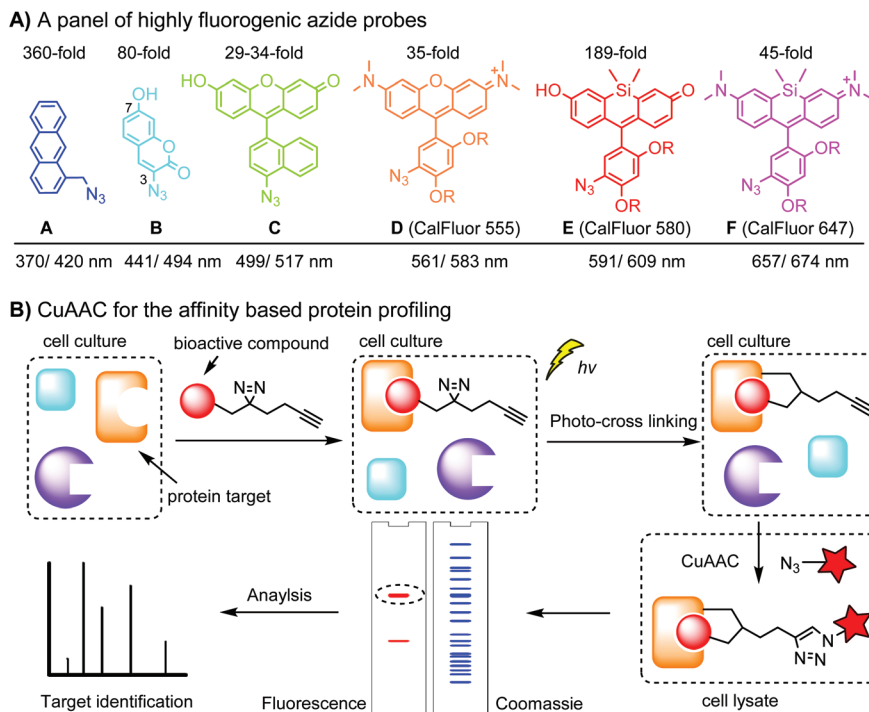 A) A panel of highly fluorogenic azide probes
360-fold 80-fold 29-34-fold 35-fold 189-fold 45-fold
OH
7
O
O
3
N3
N3
HO
O
O
N3
N
O
N
+
OR
N3
OR
HO
Si
O
OR
N3
OR
N
Si
N
+
OR
N3
OR
A B C D (CalFluor 555) E (CalFluor 580) F (CalFluor 647)
370/ 420 nm 441/ 494 nm 499/ 517 nm 561/ 583 nm 591/ 609 nm 657/ 674 nm
B) CuAAC for the affinity based protein profiling
cell culture
bioactive compound
cell culture
cell culture
N=N
N=N
hv
Photo-cross linking
protein target
CuAAC
N3
Anaylsis
N
N=N
Target identification
Fluorescence
Coomassie
cell lysate